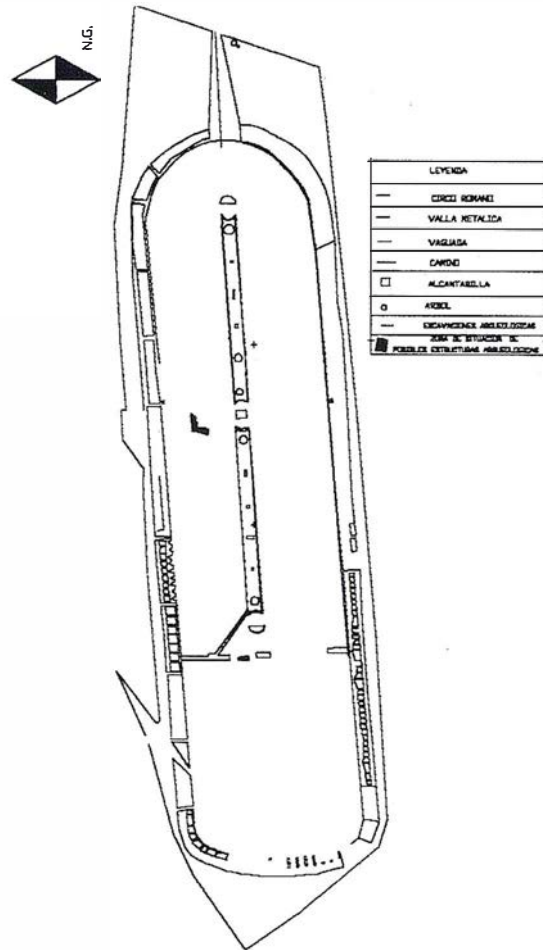 N.G.
LEYENDA
CIRCO ROMANO
VALLA METALICA
VAGUADA
CAMINO
ALCANTARILLA
ARBOL
EXCAVACIONES ARQUEOLOGICAS
ZONA DE SITUACION DE
POSIBLES ESTRUCTURAS ARQUEOLOGICAS